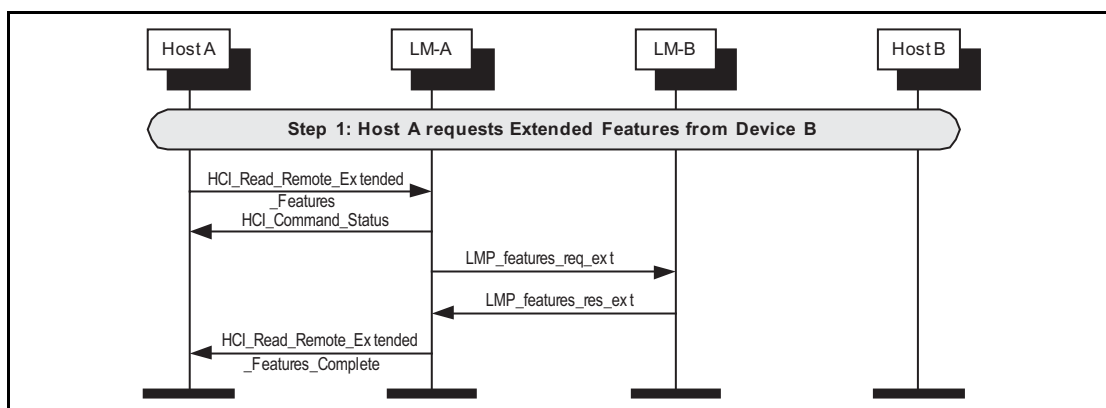 Host A
LM-A
LM-B
Host B
Step 1: Host A requests Extended Features from Device B
HCI_Read_Remote_Extended
_Features
HCI_Command_Status
LMP_features_req_ext
LMP_features_res_ext
HCI_Read_Remote_Extended
_Features_Complete